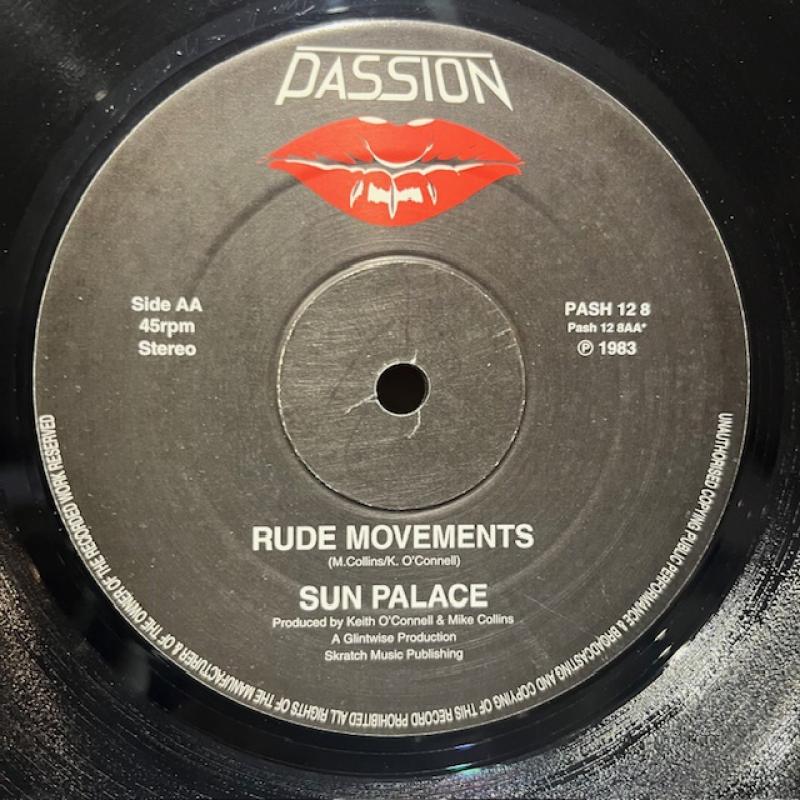 PASSION
Side AA
45rpm
Stereo
PASH 12 8
Pash 12 8AA*
℗ 1983
RUDE MOVEMENTS
(M.Collins/K. O'Connell)
SUN PALACE
Produced by Keith O'Connell & Mike Collins
A Glintwise Production
Skratch Music Publishing
UNAUTHORISED COPYING PUBLIC PERFORMANCE & BROADCASTING AND COPYING OF THIS RECORD PROHIBITED ALL RIGHTS OF THE MANUFACTURER & OF THE OWNER OF THE RECORDED WORK RESERVED